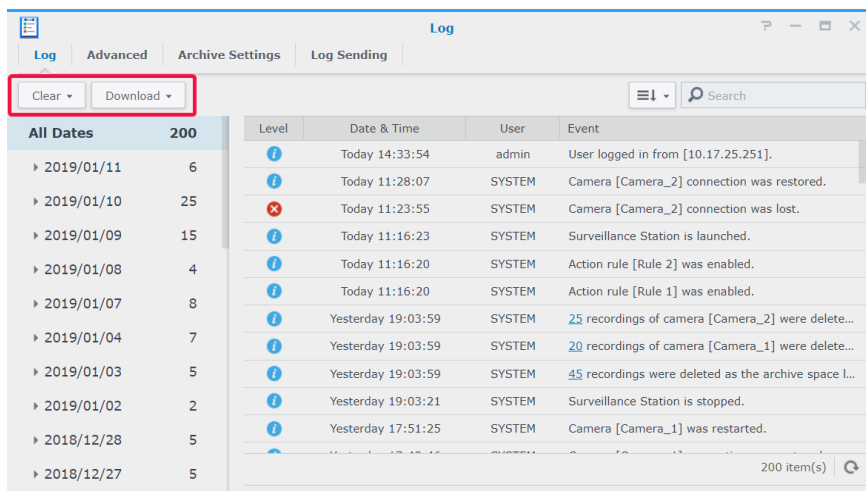 Log
Log Advanced Archive Settings Log Sending
Clear Download Search
All Dates 200
2019/01/11 6
2019/01/10 25
2019/01/09 15
2019/01/08 4
2019/01/07 8
2019/01/04 7
2019/01/03 5
2019/01/02 2
2018/12/28 5
2018/12/27 5
Level Date & Time User Event
Today 14:33:54 admin User logged in from [10.17.25.251].
Today 11:28:07 SYSTEM Camera [Camera_2] connection was restored.
Today 11:23:55 SYSTEM Camera [Camera_2] connection was lost.
Today 11:16:23 SYSTEM Surveillance Station is launched.
Today 11:16:20 SYSTEM Action rule [Rule 2] was enabled.
Today 11:16:20 SYSTEM Action rule [Rule 1] was enabled.
Yesterday 19:03:59 SYSTEM 25 recordings of camera [Camera_2] were delete...
Yesterday 19:03:59 SYSTEM 20 recordings of camera [Camera_1] were delete...
Yesterday 19:03:59 SYSTEM 45 recordings were deleted as the archive space l...
Yesterday 19:03:21 SYSTEM Surveillance Station is stopped.
Yesterday 17:51:25 SYSTEM Camera [Camera_1] was restarted.
200 item(s)